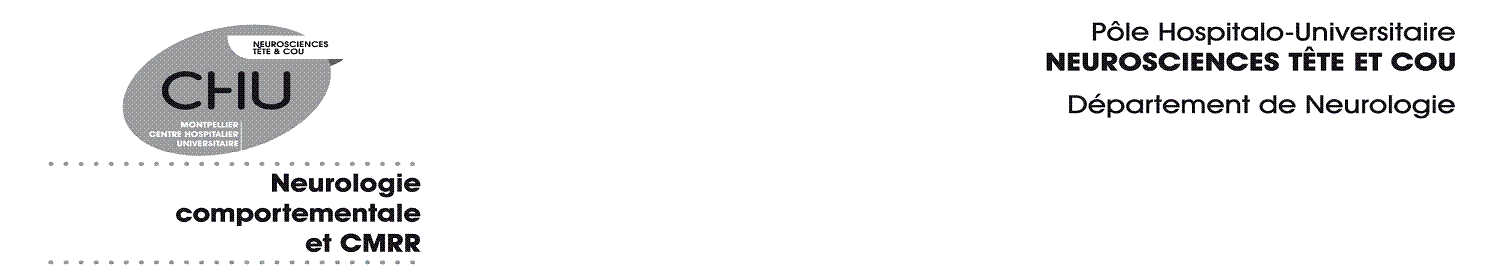 NEUROSCIENCES
TÊTE & COU
CHU
MONTPELLIER
CENTRE HOSPITALIER
UNIVERSITAIRE
Neurologie
comportementale
et CMRR
Pôle Hospitalo-Universitaire
NEUROSCIENCES TÊTE ET COU
Département de Neurologie